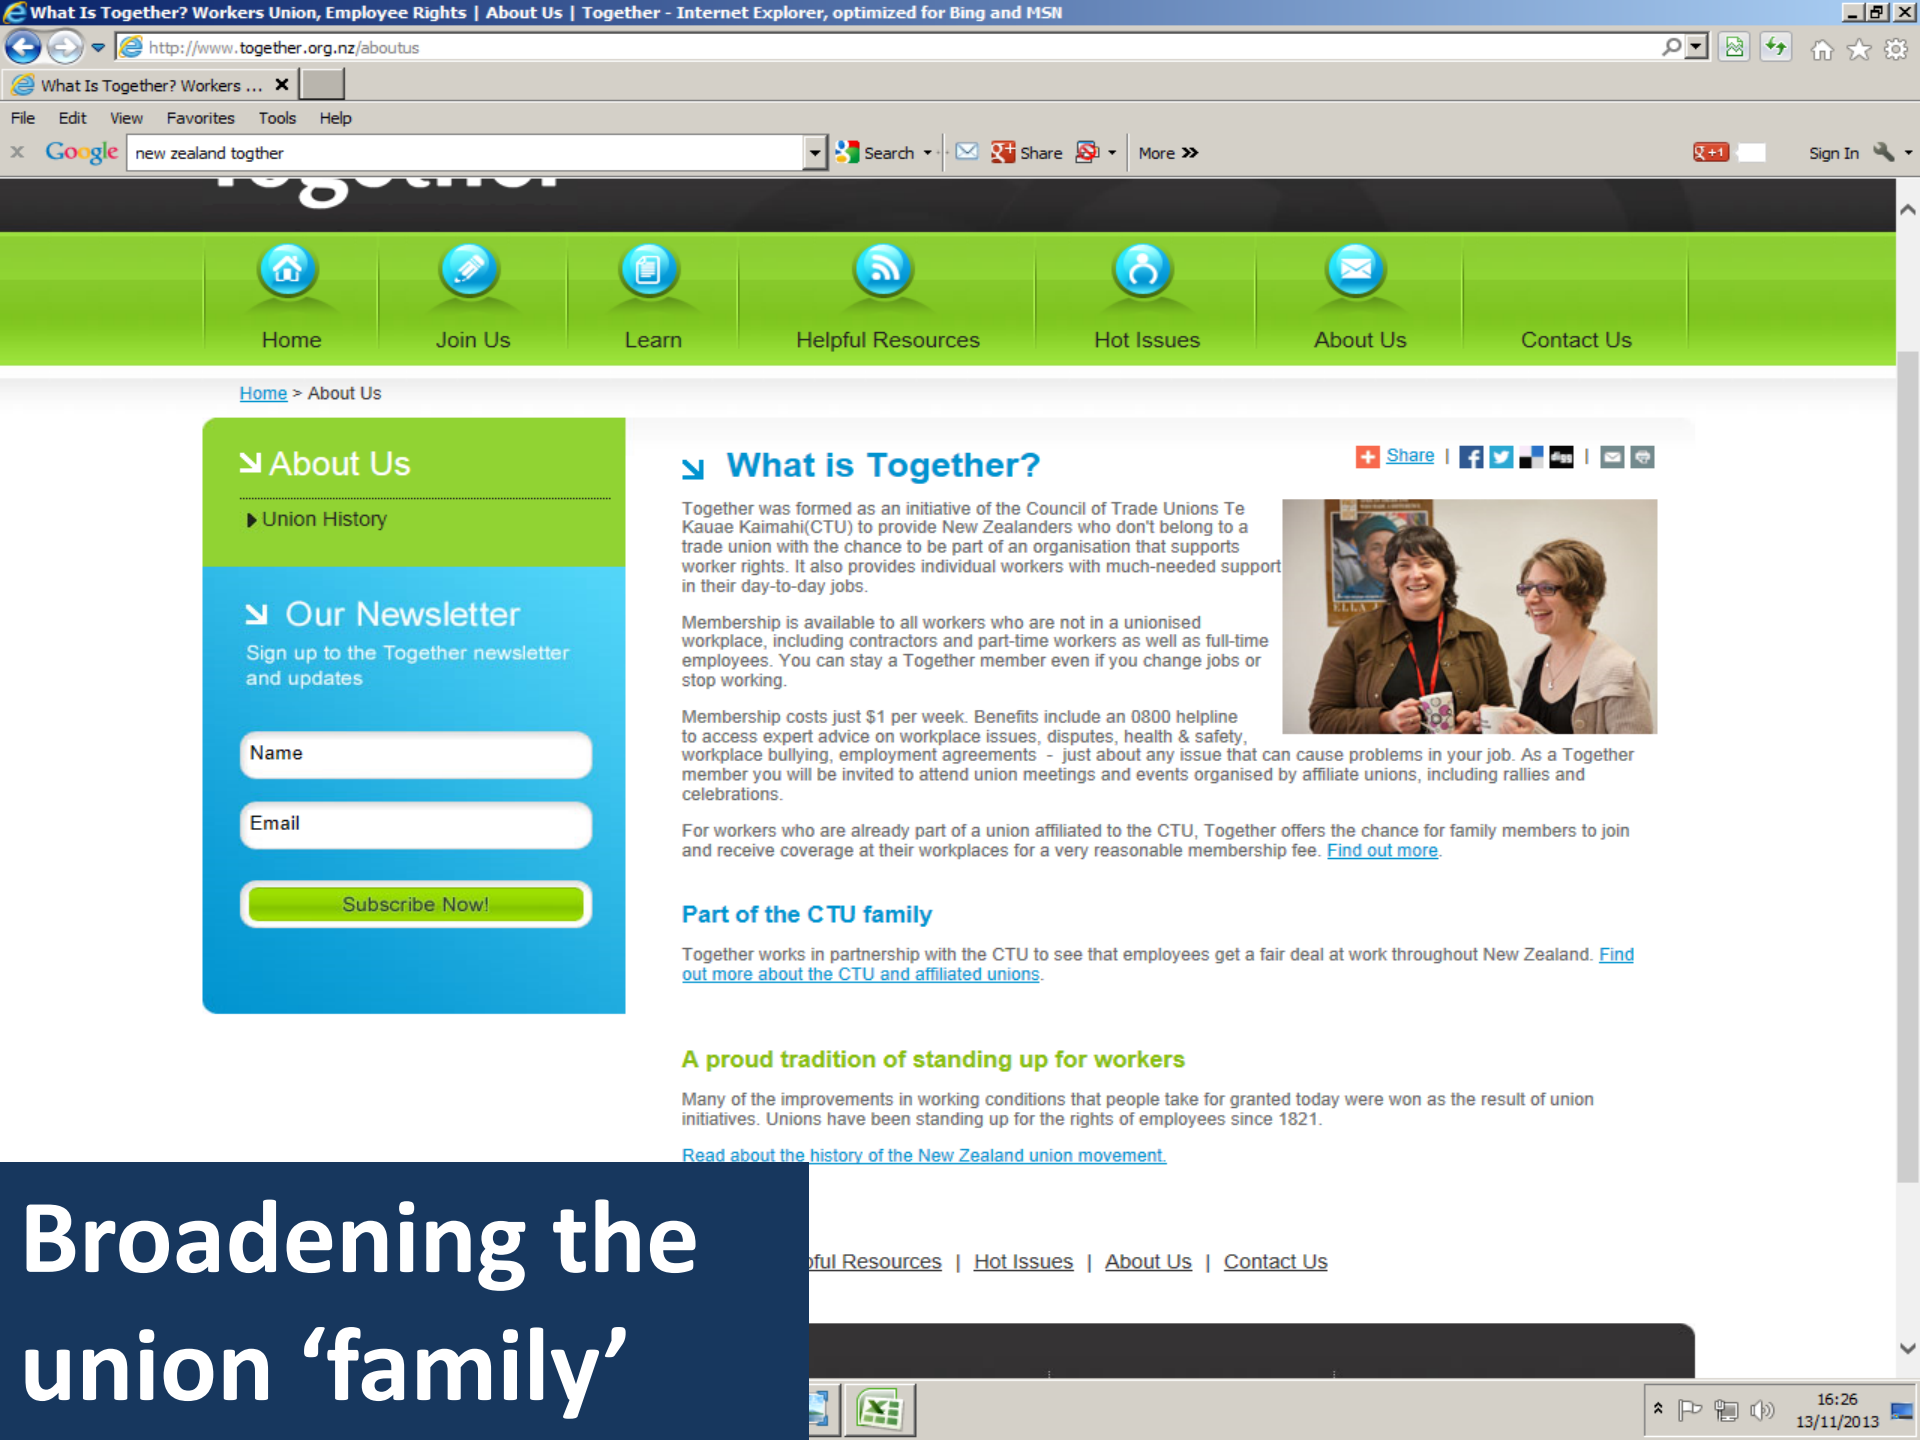 What Is Together? Workers Union, Employee Rights | About Us | Together - Internet Explorer, optimized for Bing and MSN
http://www.together.org.nz/aboutus
What Is Together? Workers ...
File Edit View Favorites Tools Help
Google new zealand togther Search Share More Sign In
+1
Together
Home Join Us Learn Helpful Resources Hot Issues About Us Contact Us
Home > About Us
About Us
Union History
Our Newsletter
Sign up to the Together newsletter
and updates
Name
Email
Subscribe Now!
What is Together?
Share | digg |
Together was formed as an initiative of the Council of Trade Unions Te
Kauae Kaimahi(CTU) to provide New Zealanders who don't belong to a
trade union with the chance to be part of an organisation that supports
worker rights. It also provides individual workers with much-needed support
in their day-to-day jobs.
Membership is available to all workers who are not in a unionised
workplace, including contractors and part-time workers as well as full-time
employees. You can stay a Together member even if you change jobs or
stop working.
Membership costs just $1 per week. Benefits include an 0800 helpline
to access expert advice on workplace issues, disputes, health & safety,
workplace bullying, employment agreements - just about any issue that can cause problems in your job. As a Together
member you will be invited to attend union meetings and events organised by affiliate unions, including rallies and
celebrations.
For workers who are already part of a union affiliated to the CTU, Together offers the chance for family members to join
and receive coverage at their workplaces for a very reasonable membership fee. Find out more.
Part of the CTU family
Together works in partnership with the CTU to see that employees get a fair deal at work throughout New Zealand. Find
out more about the CTU and affiliated unions.
A proud tradition of standing up for workers
Many of the improvements in working conditions that people take for granted today were won as the result of union
initiatives. Unions have been standing up for the rights of employees since 1821.
Read about the history of the New Zealand union movement.
ful Resources | Hot Issues | About Us | Contact Us
Broadening the
union ‘family’
16:26
13/11/2013